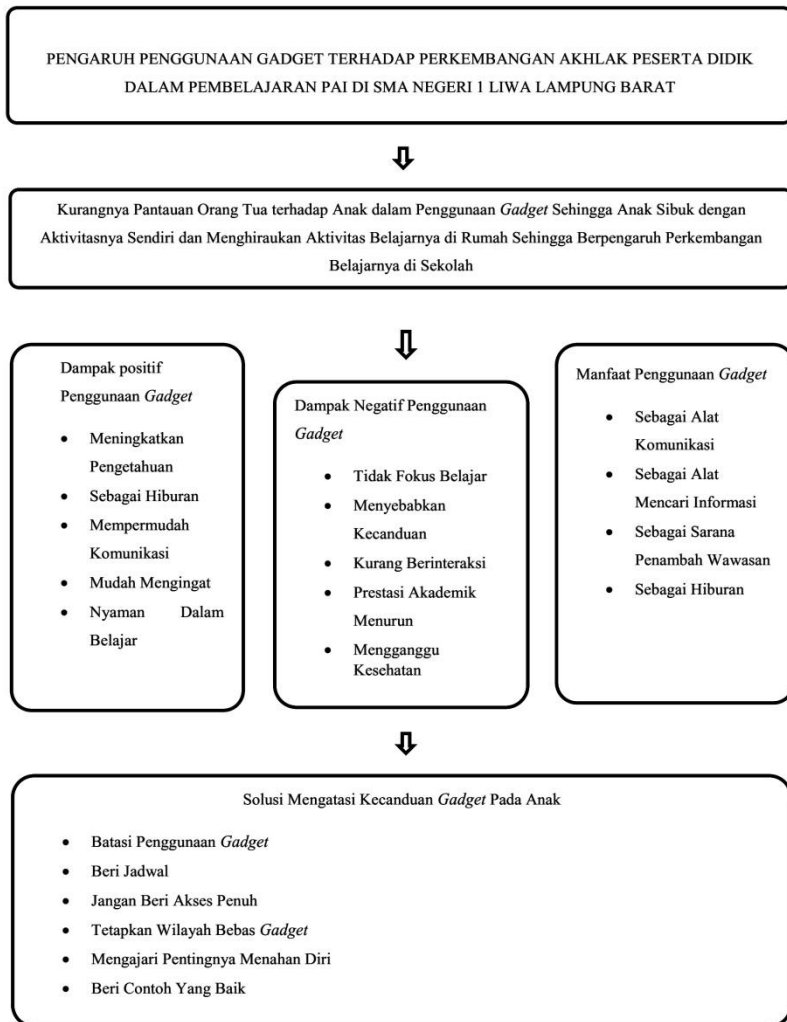 PENGARUH PENGGUNAAN GADGET TERHADAP PERKEMBANGAN AKHLAK PESERTA DIDIK
DALAM PEMBELAJARAN PAI DI SMA NEGERI 1 LIWA LAMPUNG BARAT
Kurangnya Pantauan Orang Tua terhadap Anak dalam Penggunaan Gadget Sehingga Anak Sibuk dengan
Aktivitasnya Sendiri dan Menghiraukan Aktivitas Belajarnya di Rumah Sehingga Berpengaruh Perkembangan
Belajarnya di Sekolah
Dampak positif
Penggunaan Gadget
• Meningkatkan
Pengetahuan
• Sebagai Hiburan
• Mempermudah
Komunikasi
• Mudah Mengingat
• Nyaman Dalam
Belajar
Dampak Negatif Penggunaan
Gadget
• Tidak Fokus Belajar
• Menyebabkan
Kecanduan
• Kurang Berinteraksi
• Prestasi Akademik
Menurun
• Mengganggu
Kesehatan
Manfaat Penggunaan Gadget
• Sebagai Alat
Komunikasi
• Sebagai Alat
Mencari Informasi
• Sebagai Sarana
Penambah Wawasan
• Sebagai Hiburan
Solusi Mengatasi Kecanduan Gadget Pada Anak
• Batasi Penggunaan Gadget
• Beri Jadwal
• Jangan Beri Akses Penuh
• Tetapkan Wilayah Bebas Gadget
• Mengajari Pentingnya Menahan Diri
• Beri Contoh Yang Baik